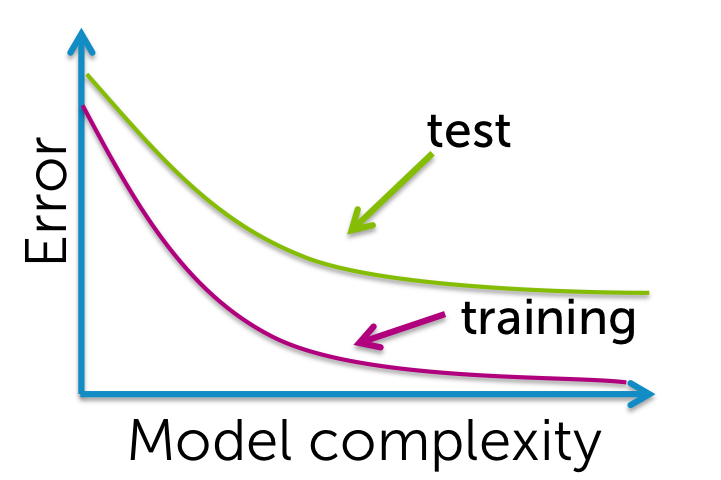 test
Error
training
Model complexity